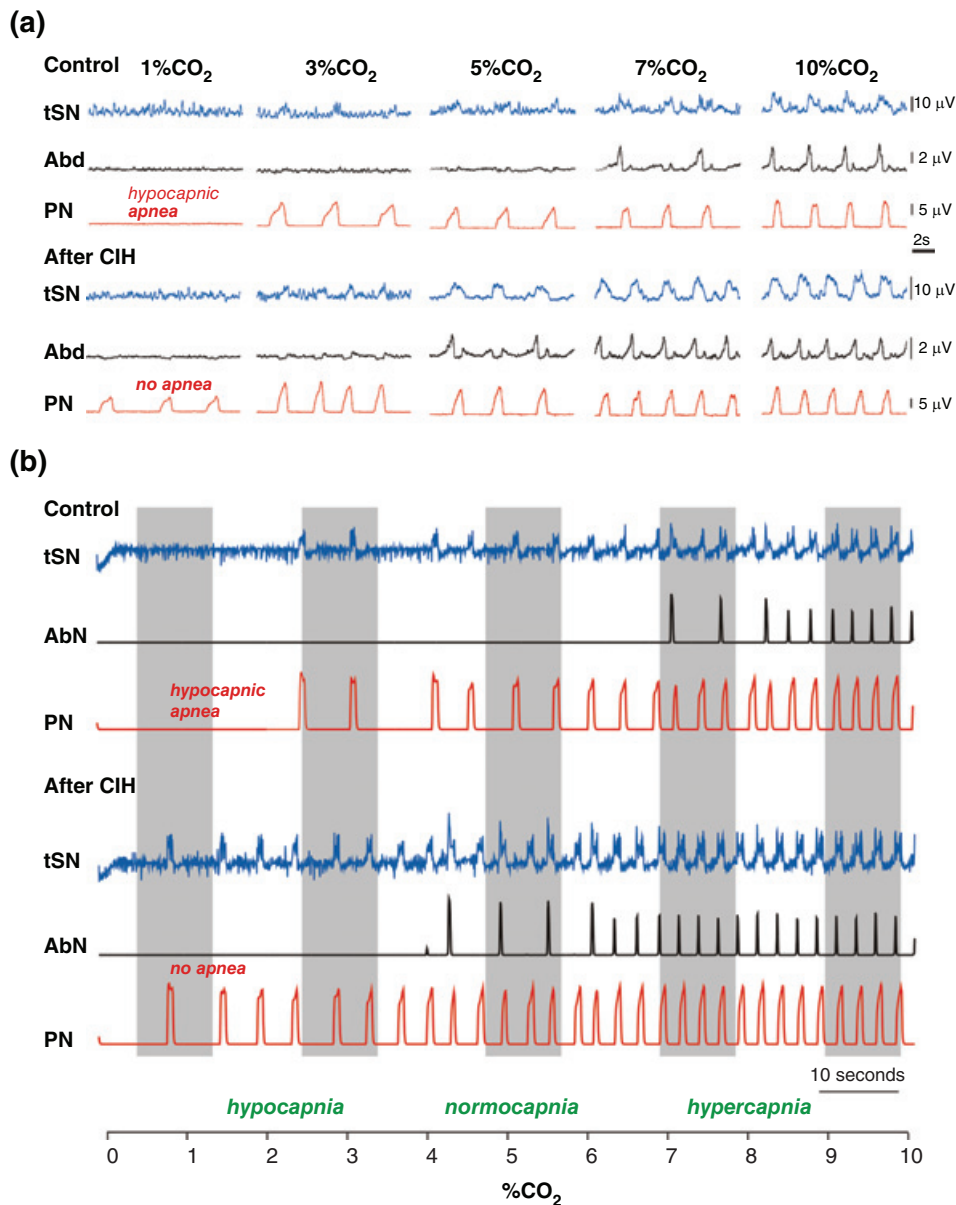 (a)
Control 1%CO₂ 3%CO₂ 5%CO₂ 7%CO₂ 10%CO₂
tSN 10 µV
Abd 2 µV
hypocapnic
apnea
PN 5 µV
2s
After CIH
tSN 10 µV
Abd 2 µV
no apnea
PN 5 µV
(b)
Control
tSN
AbN
hypocapnic
apnea
PN
After CIH
tSN
AbN
no apnea
PN
10 seconds
hypocapnia normocapnia hypercapnia
0 1 2 3 4 5 6 7 8 9 10
%CO₂